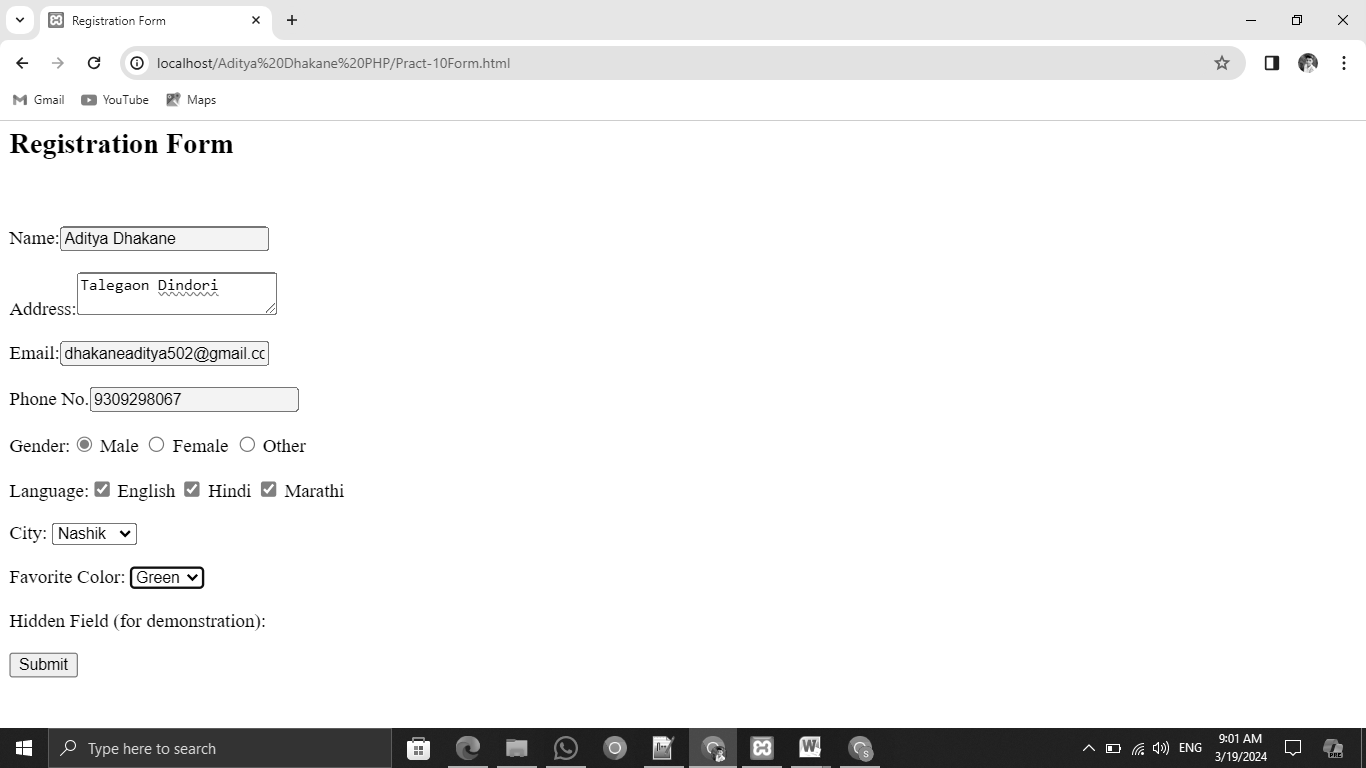 Registration Form
localhost/Aditya%20Dhakane%20PHP/Pract-10Form.html
Gmail YouTube Maps
Registration Form
Name: Aditya Dhakane
Address: Talegaon Dindori
Email: dhakaneaditya502@gmail.cc
Phone No. 9309298067
Gender: Male Female Other
Language: English Hindi Marathi
City: Nashik
Favorite Color: Green
Hidden Field (for demonstration):
Submit
Type here to search ENG 9:01 AM
3/19/2024